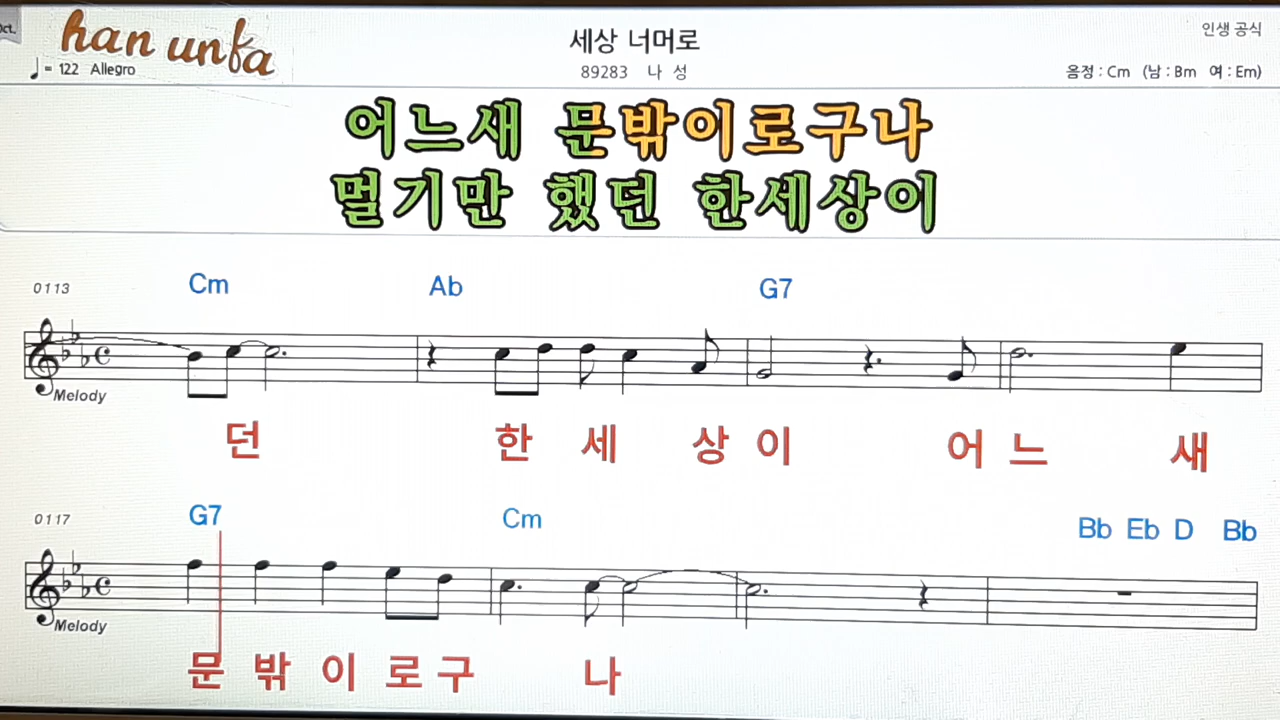 Oct.
han unfa
♩ = 122 Allegro
세상 너머로
89283 나 성
인생 공식
음정 : Cm (남 : Bm 여 : Em)
어느새 문밖이로구나
멀기만 했던 한세상이
0113
Cm Ab G7
Melody
던 한 세 상 이 어 느 새
0117
G7 Cm Bb Eb D Bb
Melody
문 밖 이 로 구 나